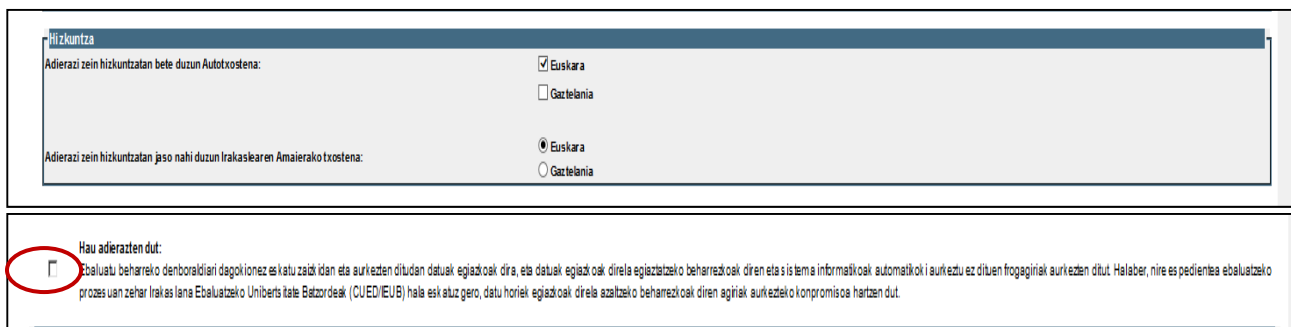 Hizkuntza
Adierazi zein hizkuntzatan bete duzun Autotxostena:
Euskara
Gaztelania
Adierazi zein hizkuntzatan jaso nahi duzun Irakaslearen Amaierako txostena:
Euskara
Gaztelania
Hau adierazten dut:
Ebaluatu beharreko denboraldiari dagokionez eskatu zaizkidan eta aurkezten ditudan datuak egiazkoak dira, eta datuak egiazkoak direla egiaztatzeko beharrezkoak diren eta sistema informatikoak automatikoki aurkeztu ez dituen frogagiriak aurkezten ditut. Halaber, nire espedientea ebaluatzeko
prozesuan zehar Irakaslana Ebaluatzeko Unibertsitate Batzordeak (CUED/IEUB) hala eskatuz gero, datu horiek egiazkoak direla azaltzeko beharrezkoak diren agiriak aurkezteko konpromisoa hartzen dut.